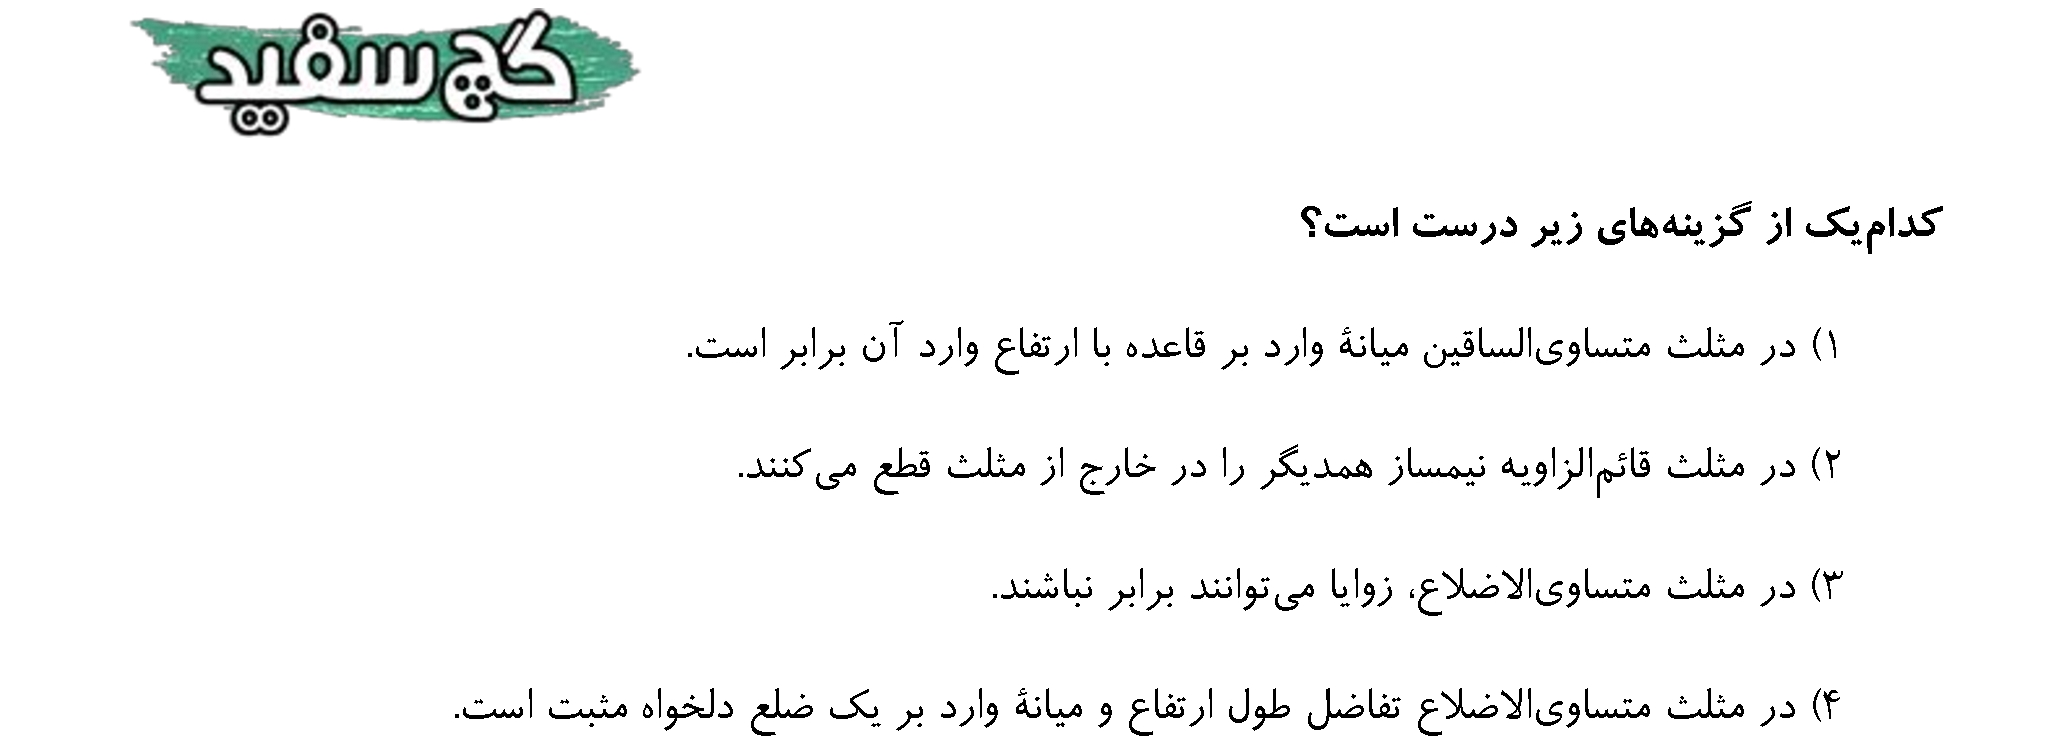 گچ سفید
کدام‌یک از گزینه‌های زیر درست است؟
۱) در مثلث متساوی‌الساقین میانۀ وارد بر قاعده با ارتفاع وارد آن برابر است.
۲) در مثلث قائم‌الزاویه نیمساز همدیگر را در خارج از مثلث قطع می‌کنند.
۳) در مثلث متساوی‌الاضلاع، زوایا می‌توانند برابر نباشند.
۴) در مثلث متساوی‌الاضلاع تفاضل طول ارتفاع و میانۀ وارد بر یک ضلع دلخواه مثبت است.